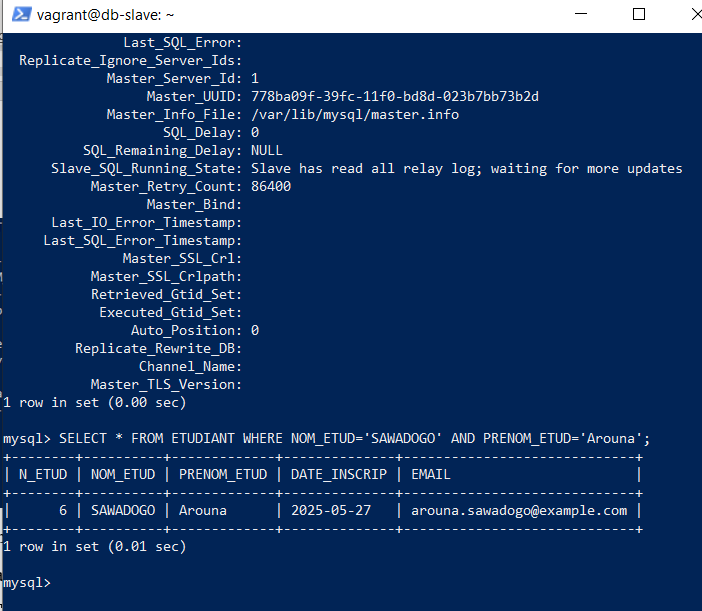 vagrant@db-slave: ~
Last_SQL_Error:
Replicate_Ignore_Server_Ids:
Master_Server_Id: 1
Master_UUID: 778ba09f-39fc-11f0-bd8d-023b7bb73b2d
Master_Info_File: /var/lib/mysql/master.info
SQL_Delay: 0
SQL_Remaining_Delay: NULL
Slave_SQL_Running_State: Slave has read all relay log; waiting for more updates
Master_Retry_Count: 86400
Master_Bind:
Last_IO_Error_Timestamp:
Last_SQL_Error_Timestamp:
Master_SSL_Crl:
Master_SSL_Crlpath:
Retrieved_Gtid_Set:
Executed_Gtid_Set:
Auto_Position: 0
Replicate_Rewrite_DB:
Channel_Name:
Master_TLS_Version:
1 row in set (0.00 sec)
mysql> SELECT * FROM ETUDIANT WHERE NOM_ETUD='SAWADOGO' AND PRENOM_ETUD='Arouna';
+--------+----------+-------------+--------------+----------------------------+
| N_ETUD | NOM_ETUD | PRENOM_ETUD | DATE_INSCRIP | EMAIL                      |
+--------+----------+-------------+--------------+----------------------------+
|      6 | SAWADOGO | Arouna      | 2025-05-27   | arouna.sawadogo@example.com |
+--------+----------+-------------+--------------+----------------------------+
1 row in set (0.01 sec)
mysql>